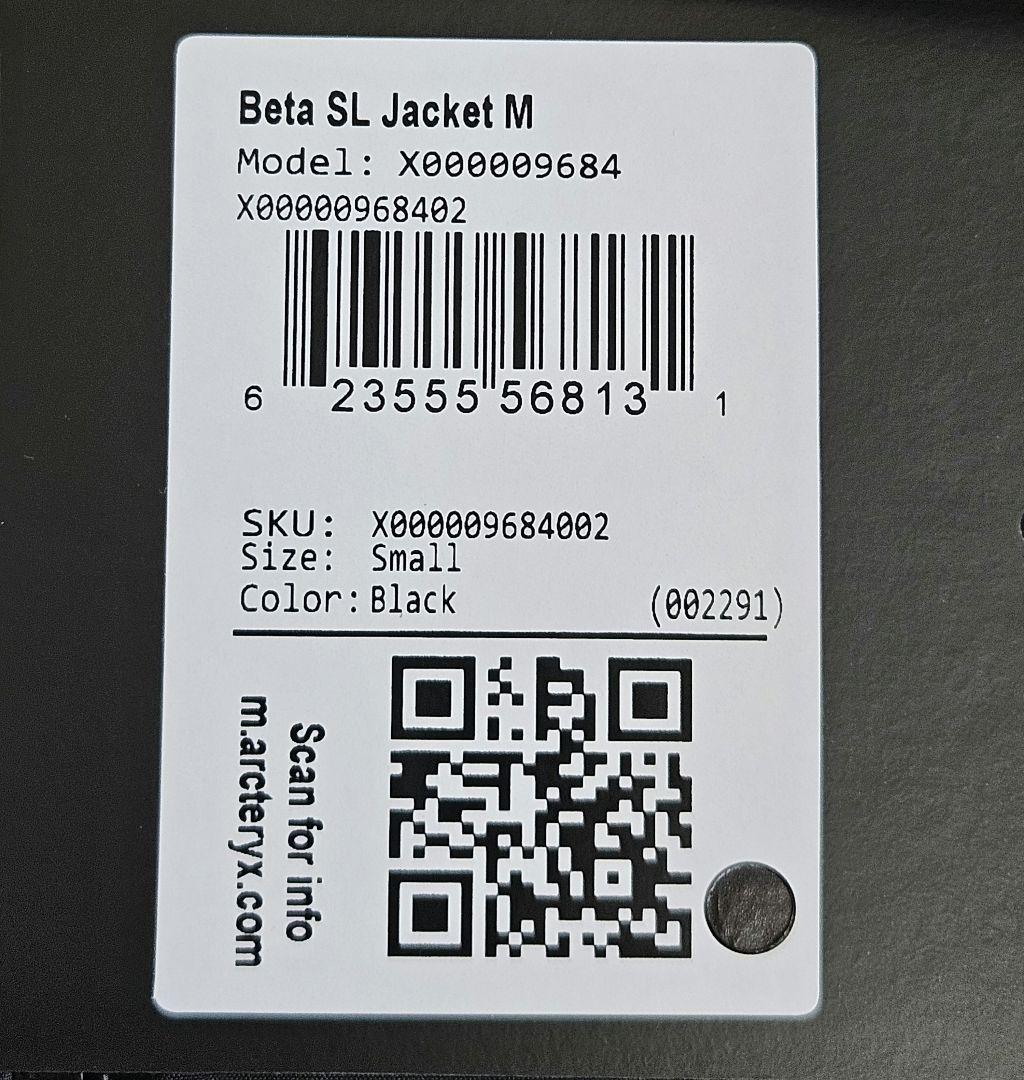 Beta SL Jacket M
Model: X000009684
X00000968402
6 23555 56813 1
SKU: X000009684002
Size: Small
Color: Black (002291)
Scan for info
m.arcteryx.com